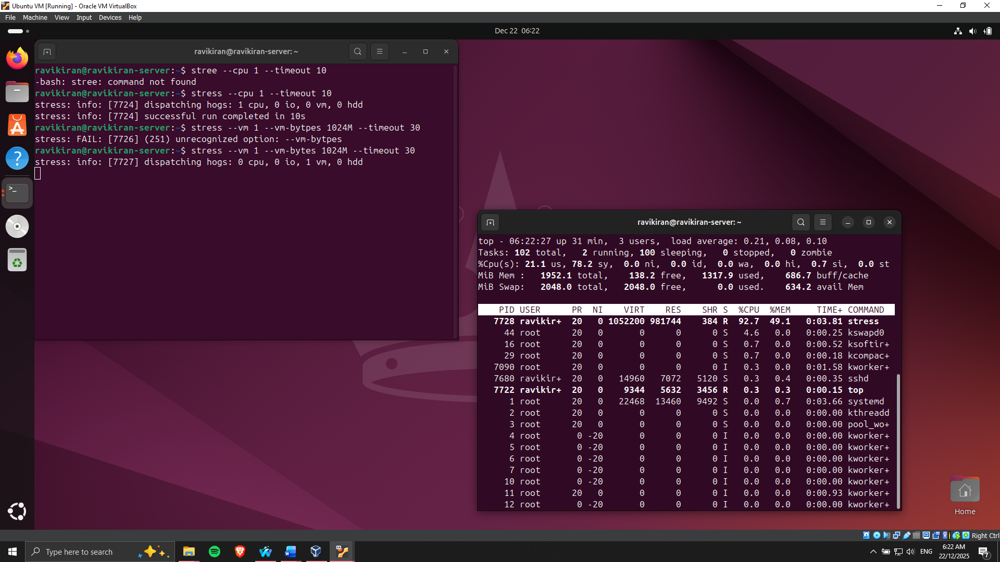 Ubuntu VM [Running] - Oracle VM VirtualBox
File Machine View Input Devices Help
Dec 22 06:22
ravikiran@ravikiran-server: ~
ravikiran@ravikiran-server:~$ stree --cpu 1 --timeout 10
-bash: stree: command not found
ravikiran@ravikiran-server:~$ stress --cpu 1 --timeout 10
stress: info: [7724] dispatching hogs: 1 cpu, 0 io, 0 vm, 0 hdd
stress: info: [7724] successful run completed in 10s
ravikiran@ravikiran-server:~$ stress --vm 1 --vm-bytpes 1024M --timeout 30
stress: FAIL: [7726] (251) unrecognized option: --vm-bytpes
ravikiran@ravikiran-server:~$ stress --vm 1 --vm-bytes 1024M --timeout 30
stress: info: [7727] dispatching hogs: 0 cpu, 0 io, 1 vm, 0 hdd
ravikiran@ravikiran-server: ~
top - 06:22:27 up 31 min, 3 users, load average: 0.21, 0.08, 0.10
Tasks: 102 total, 2 running, 100 sleeping, 0 stopped, 0 zombie
%Cpu(s): 21.1 us, 78.2 sy, 0.0 ni, 0.0 id, 0.0 wa, 0.0 hi, 0.7 si, 0.0 st
MiB Mem : 1952.1 total, 138.2 free, 1317.9 used, 686.7 buff/cache
MiB Swap: 2048.0 total, 2048.0 free, 0.0 used. 634.2 avail Mem
PID USER PR NI VIRT RES SHR S %CPU %MEM TIME+ COMMAND
7728 ravikir+ 20 0 1052200 981744 384 R 92.7 49.1 0:03.81 stress
44 root 20 0 0 0 0 S 4.6 0.0 0:00.25 kswapd0
16 root 20 0 0 0 0 S 0.7 0.0 0:00.52 ksoftir+
29 root 20 0 0 0 0 S 0.7 0.0 0:00.18 kcompac+
7090 root 20 0 0 0 0 I 0.3 0.0 0:01.58 kworker+
7680 ravikir+ 20 0 14960 7072 5120 S 0.3 0.4 0:00.35 sshd
7722 ravikir+ 20 0 9344 5632 3456 R 0.3 0.3 0:00.15 top
1 root 20 0 22468 13460 9492 S 0.0 0.7 0:03.66 systemd
2 root 20 0 0 0 0 S 0.0 0.0 0:00.00 kthreadd
3 root 20 0 0 0 0 S 0.0 0.0 0:00.00 pool_wo+
4 root 0 -20 0 0 0 I 0.0 0.0 0:00.00 kworker+
5 root 0 -20 0 0 0 I 0.0 0.0 0:00.00 kworker+
6 root 0 -20 0 0 0 I 0.0 0.0 0:00.00 kworker+
7 root 0 -20 0 0 0 I 0.0 0.0 0:00.00 kworker+
10 root 0 -20 0 0 0 I 0.0 0.0 0:00.00 kworker+
11 root 20 0 0 0 0 I 0.0 0.0 0:00.93 kworker+
12 root 0 -20 0 0 0 I 0.0 0.0 0:00.00 kworker+
Home
Right Ctrl
Type here to search
ENG
6:22 AM
22/12/2025
7